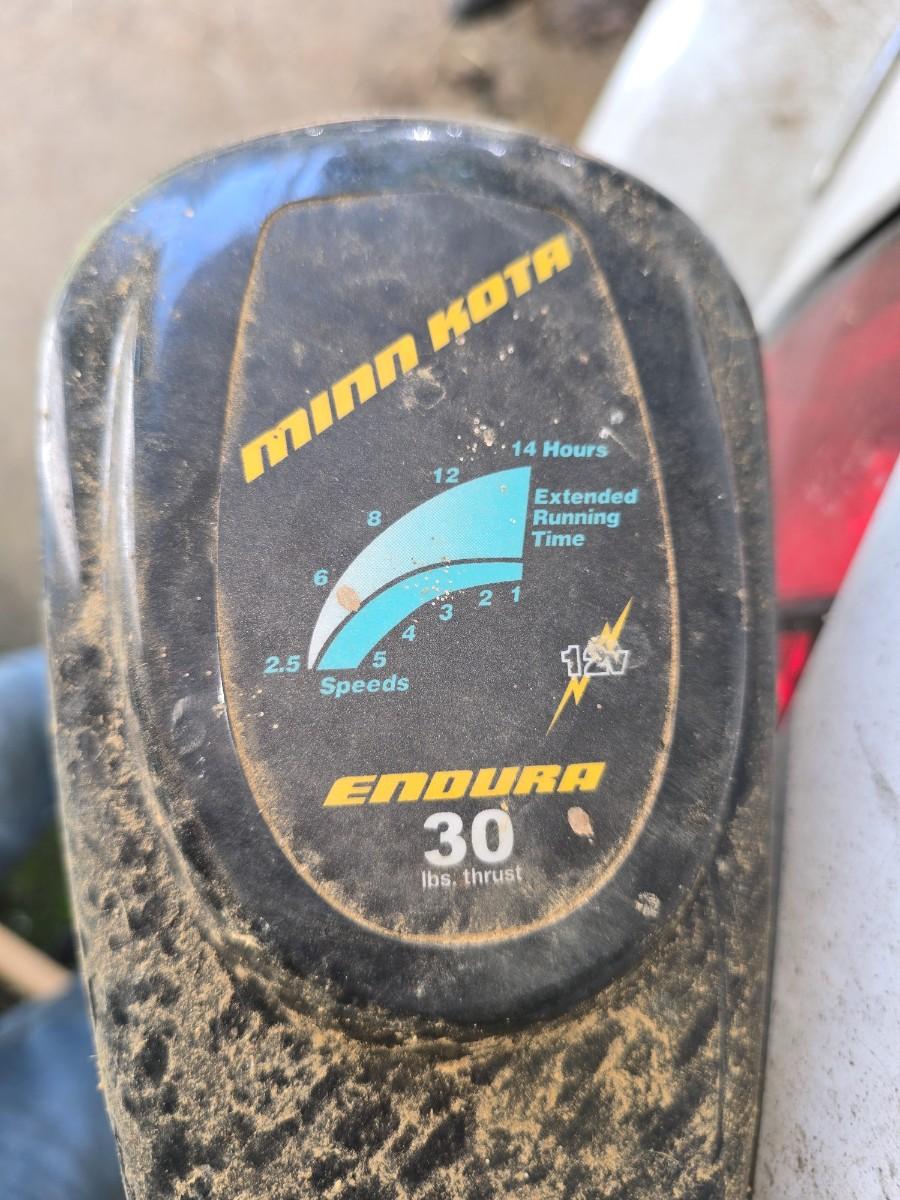 MINN KOTA
14 Hours
12
8
6
2.5
Extended
Running
Time
1
2
3
4
5
Speeds
12V
ENDURA
30
lbs. thrust